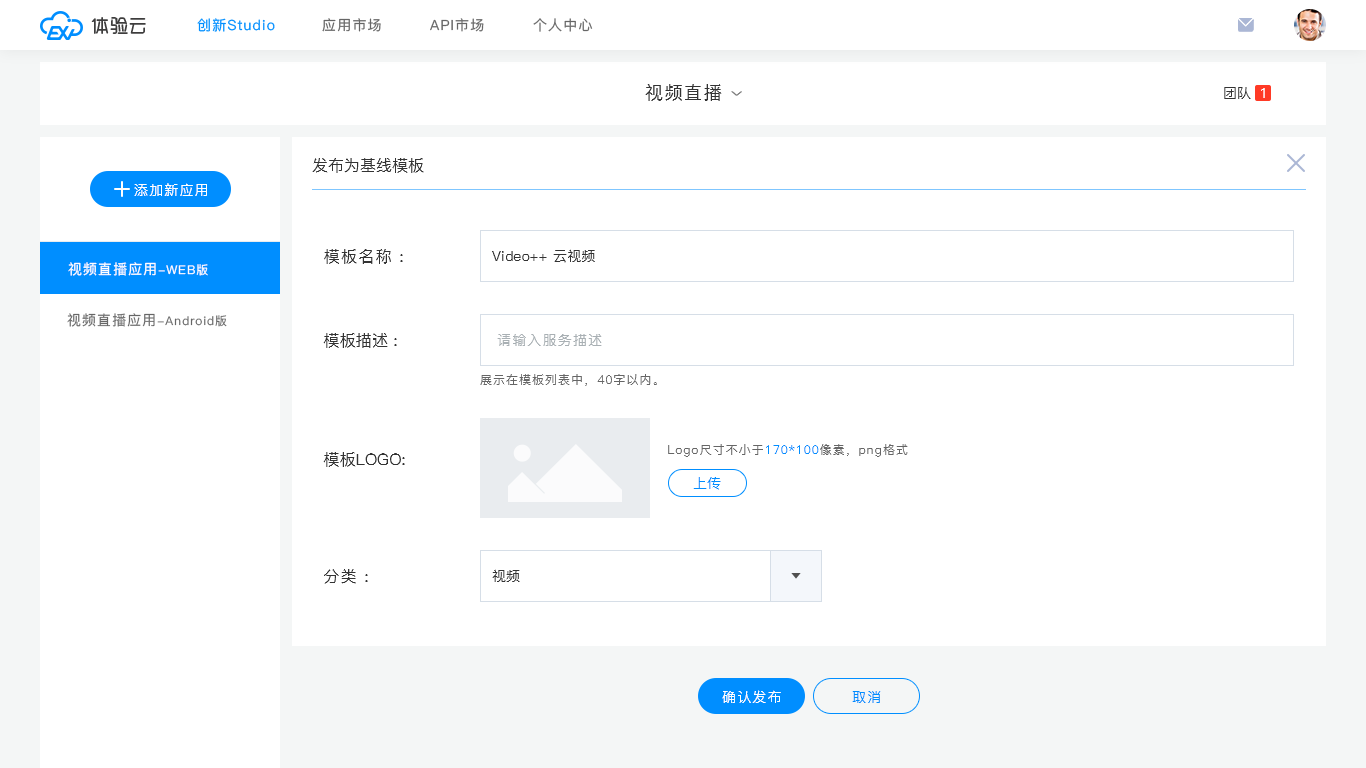 EXP 体验云 创新Studio 应用市场 API市场 个人中心
视频直播 团队 1
添加新应用
视频直播应用-WEB版
视频直播应用-Android版
发布为基线模板
模板名称： Video++ 云视频
模板描述： 请输入服务描述
展示在模板列表中，40字以内。
模板LOGO:
Logo尺寸不小于170*100像素，png格式
上传
分类： 视频
确认发布 取消